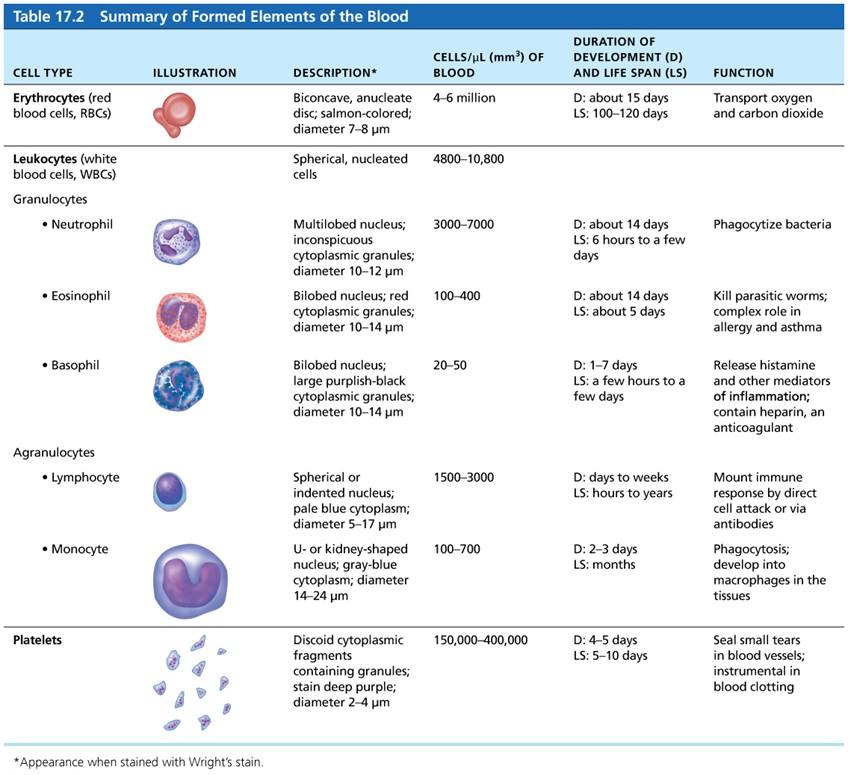 Table 17.2 Summary of Formed Elements of the Blood
CELL TYPE
ILLUSTRATION
DESCRIPTION*
CELLS/µL (mm³) OF
BLOOD
DURATION OF
DEVELOPMENT (D)
AND LIFE SPAN (LS)
FUNCTION
Erythrocytes (red
blood cells, RBCs)
Biconcave, anucleate
disc; salmon-colored;
diameter 7–8 µm
4–6 million
D: about 15 days
LS: 100–120 days
Transport oxygen
and carbon dioxide
Leukocytes (white
blood cells, WBCs)
Spherical, nucleated
cells
4800–10,800
Granulocytes
• Neutrophil
Multilobed nucleus;
inconspicuous
cytoplasmic granules;
diameter 10–12 µm
3000–7000
D: about 14 days
LS: 6 hours to a few
days
Phagocytize bacteria
• Eosinophil
Bilobed nucleus; red
cytoplasmic granules;
diameter 10–14 µm
100–400
D: about 14 days
LS: about 5 days
Kill parasitic worms;
complex role in
allergy and asthma
• Basophil
Bilobed nucleus;
large purplish-black
cytoplasmic granules;
diameter 10–14 µm
20–50
D: 1–7 days
LS: a few hours to a
few days
Release histamine
and other mediators
of inflammation;
contain heparin, an
anticoagulant
Agranulocytes
• Lymphocyte
Spherical or
indented nucleus;
pale blue cytoplasm;
diameter 5–17 µm
1500–3000
D: days to weeks
LS: hours to years
Mount immune
response by direct
cell attack or via
antibodies
• Monocyte
U- or kidney-shaped
nucleus; gray-blue
cytoplasm; diameter
14–24 µm
100–700
D: 2–3 days
LS: months
Phagocytosis;
develop into
macrophages in the
tissues
Platelets
Discoid cytoplasmic
fragments
containing granules;
stain deep purple;
diameter 2–4 µm
150,000–400,000
D: 4–5 days
LS: 5–10 days
Seal small tears
in blood vessels;
instrumental in
blood clotting
*Appearance when stained with Wright's stain.